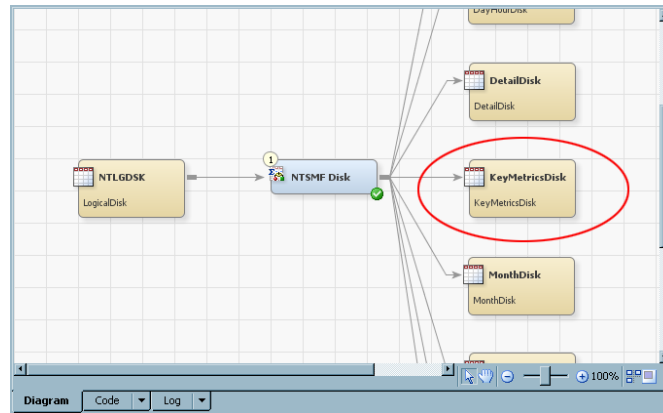 DayHourDisk
DetailDisk
DetailDisk
1
NTLGDSK
LogicalDisk
NTSMF Disk
KeyMetricsDisk
KeyMetricsDisk
MonthDisk
MonthDisk
100%
Diagram
Code
Log